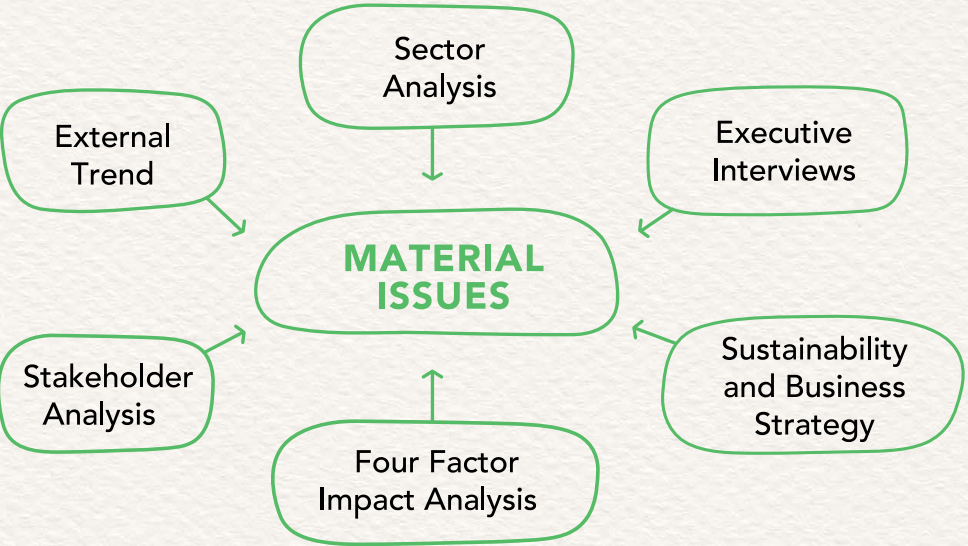 Sector
Analysis
External
Trend
Executive
Interviews
MATERIAL
ISSUES
Stakeholder
Analysis
Sustainability
and Business
Strategy
Four Factor
Impact Analysis